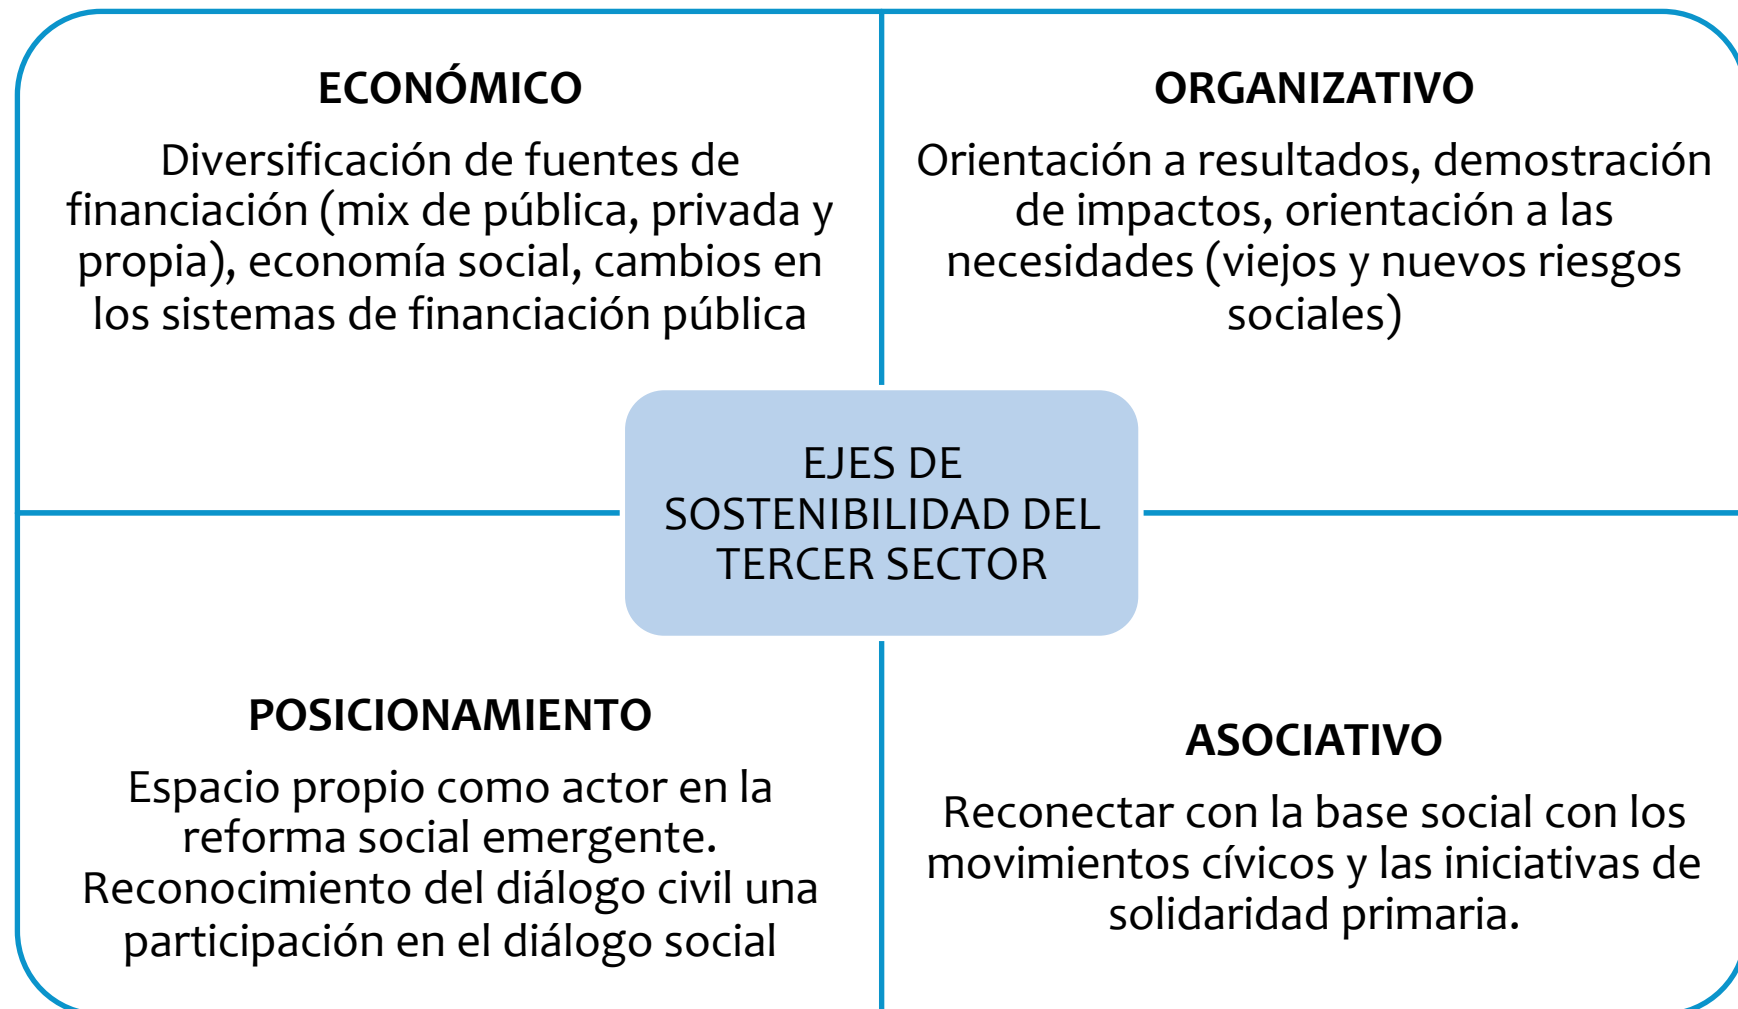 ECONÓMICO
Diversificación de fuentes de
financiación (mix de pública, privada y
propia), economía social, cambios en
los sistemas de financiación pública
ORGANIZATIVO
Orientación a resultados, demostración
de impactos, orientación a las
necesidades (viejos y nuevos riesgos
sociales)
EJES DE
SOSTENIBILIDAD DEL
TERCER SECTOR
POSICIONAMIENTO
Espacio propio como actor en la
reforma social emergente.
Reconocimiento del diálogo civil una
participación en el diálogo social
ASOCIATIVO
Reconectar con la base social con los
movimientos cívicos y las iniciativas de
solidaridad primaria.